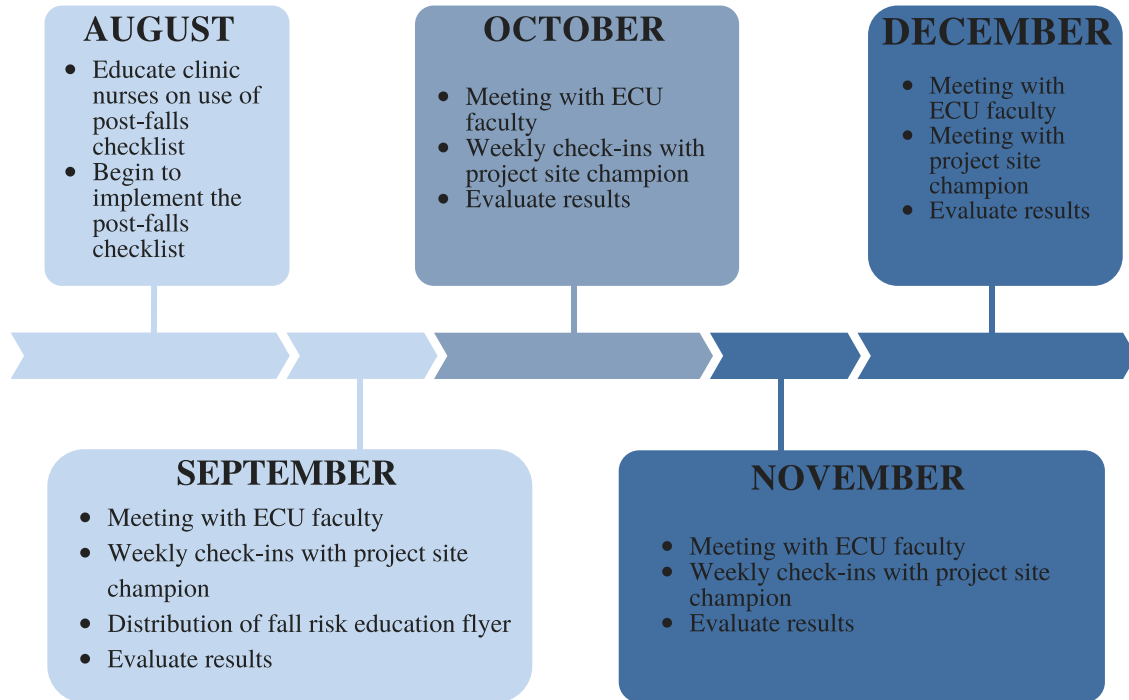 AUGUST
• Educate clinic
nurses on use of
post-falls
checklist
• Begin to
implement the
post-falls
checklist
SEPTEMBER
• Meeting with ECU faculty
• Weekly check-ins with project site
champion
• Distribution of fall risk education flyer
• Evaluate results
OCTOBER
• Meeting with ECU
faculty
• Weekly check-ins with
project site champion
• Evaluate results
NOVEMBER
• Meeting with ECU faculty
• Weekly check-ins with project site
champion
• Evaluate results
DECEMBER
• Meeting with
ECU faculty
• Meeting with
project site
champion
• Evaluate results